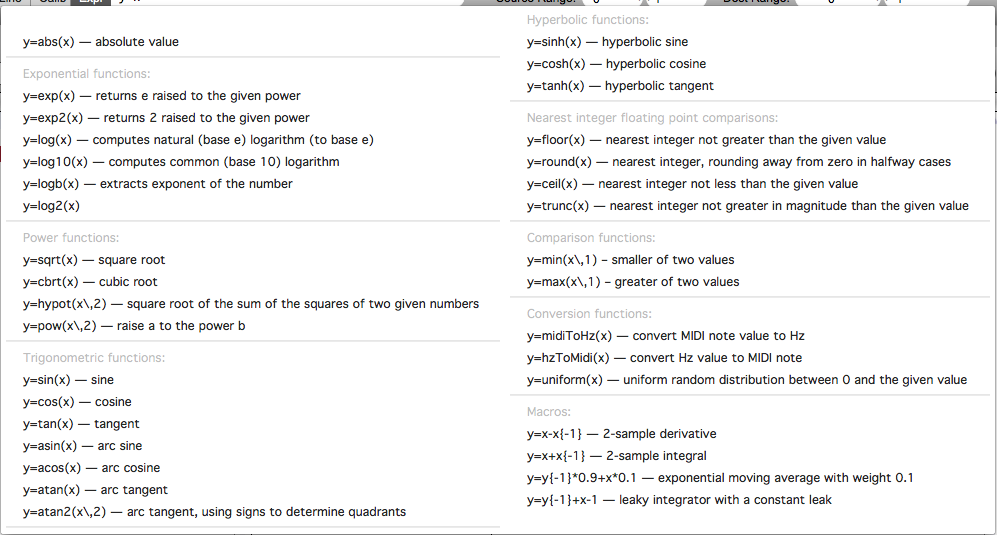 y=abs(x) — absolute value
Exponential functions:
y=exp(x) — returns e raised to the given power
y=exp2(x) — returns 2 raised to the given power
y=log(x) — computes natural (base e) logarithm (to base e)
y=log10(x) — computes common (base 10) logarithm
y=logb(x) — extracts exponent of the number
y=log2(x)
Power functions:
y=sqrt(x) — square root
y=cbrt(x) — cubic root
y=hypot(x\,2) — square root of the sum of the squares of two given numbers
y=pow(x\,2) — raise a to the power b
Trigonometric functions:
y=sin(x) — sine
y=cos(x) — cosine
y=tan(x) — tangent
y=asin(x) — arc sine
y=acos(x) — arc cosine
y=atan(x) — arc tangent
y=atan2(x\,2) — arc tangent, using signs to determine quadrants
Hyperbolic functions:
y=sinh(x) — hyperbolic sine
y=cosh(x) — hyperbolic cosine
y=tanh(x) — hyperbolic tangent
Nearest integer floating point comparisons:
y=floor(x) — nearest integer not greater than the given value
y=round(x) — nearest integer, rounding away from zero in halfway cases
y=ceil(x) — nearest integer not less than the given value
y=trunc(x) — nearest integer not greater in magnitude than the given value
Comparison functions:
y=min(x\,1) – smaller of two values
y=max(x\,1) – greater of two values
Conversion functions:
y=midiToHz(x) — convert MIDI note value to Hz
y=hzToMidi(x) — convert Hz value to MIDI note
y=uniform(x) — uniform random distribution between 0 and the given value
Macros:
y=x-x{-1} — 2-sample derivative
y=x+x{-1} — 2-sample integral
y=y{-1}*0.9+x*0.1 — exponential moving average with weight 0.1
y=y{-1}+x-1 — leaky integrator with a constant leak